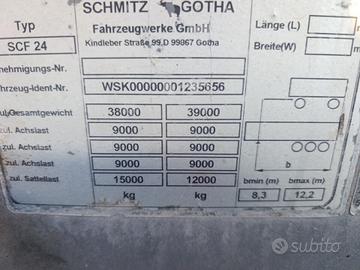 SCHMITZ GOTHA
Fahrzeugwerke GmbH
Kindleber Straße 99,D 99867 Gotha
Typ
SCF 24
Länge (L)
Breite(W)
nehmigungs-Nr.
hrzeug-Ident-Nr. WSK00000001235656
zul.Gesamtgewicht 38000 39000
zul. Achslast 9000 9000
zul. Achslast 9000 9000
zul. Achslast 9000 9000
zul. Sattellast 15000 12000
kg kg
b
bmin (m) bmax (m)
8,3 12,2
subito